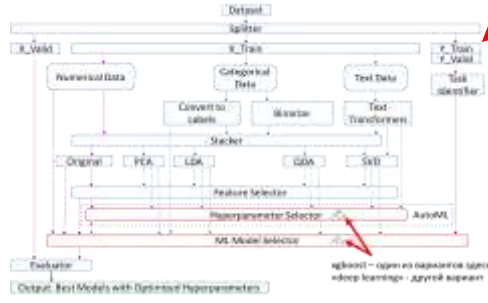 Dataset
Splitter
X_Valid
X_Train
Y_Train
Y_Valid
Numerical Data
Categorical
Data
Text Data
Task
Identifier
Convert to
Labels
Binarize
Text
Transformers
Stacker
Original
PCA
LDA
QDA
SVD
Feature Selector
Hyperparameter Selector
AutoML
ML Model Selector
Evaluator
xgboost – один из вариантов здесь
«deep learning» - другой вариант
Output: Best Models with Optimized Hyperparameters